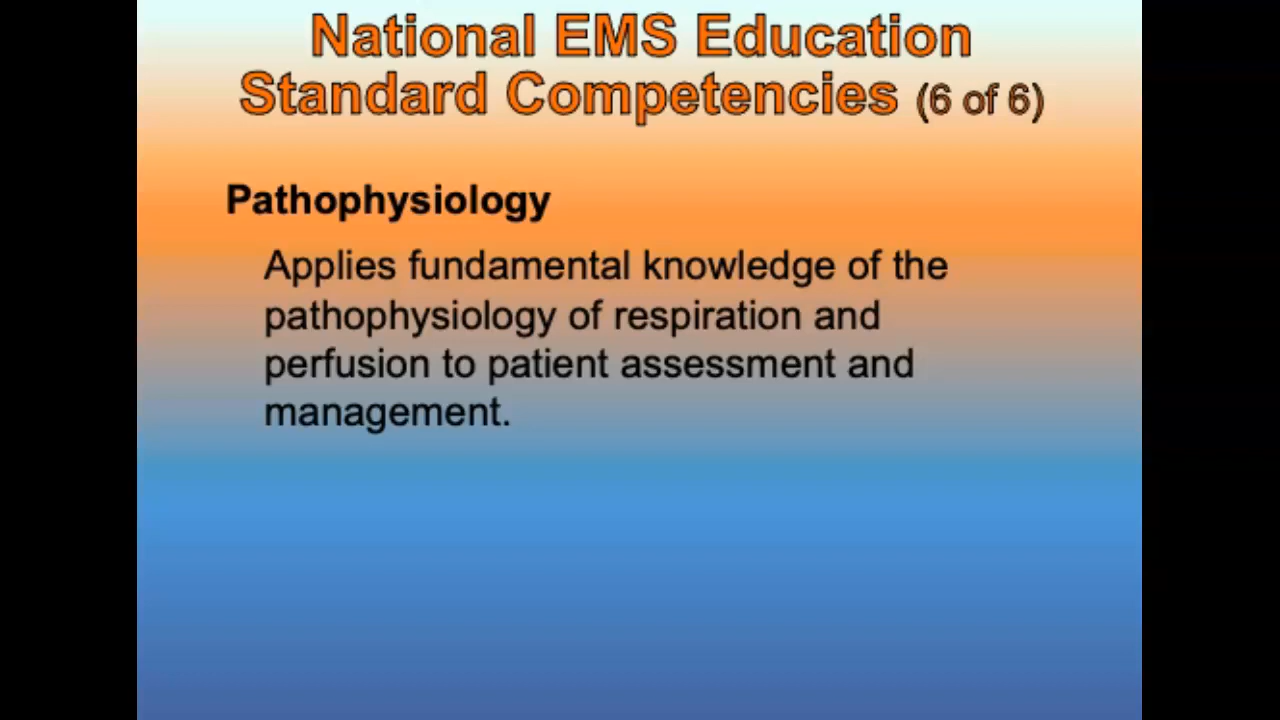 National EMS Education
Standard Competencies (6 of 6)
Pathophysiology
Applies fundamental knowledge of the
pathophysiology of respiration and
perfusion to patient assessment and
management.